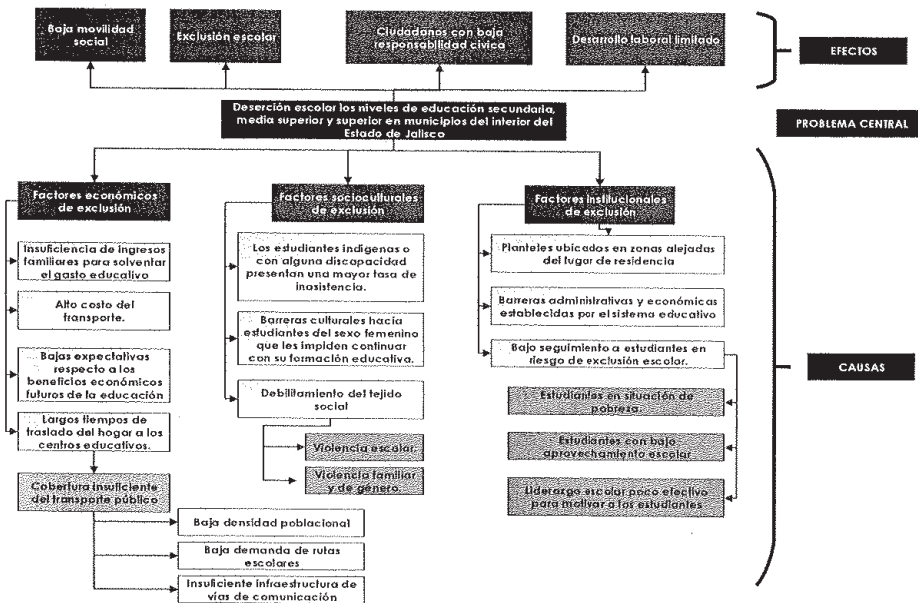 Baja movilidad
social
Exclusión escolar
Ciudadanos con baja
responsabilidad cívica
Desarrollo laboral limitado
EFECTOS
Deserción escolar los niveles de educación secundaria,
media superior y superior en municipios del interior del
Estado de Jalisco
PROBLEMA CENTRAL
Factores económicos
de exclusión
Insuficiencia de ingresos
familiares para solventar
el gasto educativo
Alto costo del
transporte.
Bajas expectativas
respecto a los
beneficios económicos
futuros de la educación
Largos tiempos de
traslado del hogar a los
centros educativos.
Cobertura insuficiente
del transporte público
Baja densidad poblacional
Baja demanda de rutas
escolares
Insuficiente infraestructura de
vías de comunicación
Factores socioculturales
de exclusión
Los estudiantes indígenas o
con alguna discapacidad
presentan una mayor tasa de
inasistencia.
Barreras culturales hacia
estudiantes del sexo femenino
que les impiden continuar
con su formación educativa.
Debilitamiento del tejido
social
Violencia escolar.
Violencia familiar
y de género.
Factores institucionales
de exclusión
Planteles ubicados en zonas alejadas
del lugar de residencia
Barreras administrativas y económicas
establecidas por el sistema educativo
Bajo seguimiento a estudiantes en
riesgo de exclusión escolar.
Estudiantes en situación de
pobreza.
Estudiantes con bajo
aprovechamiento escolar
Liderazgo escolar poco efectivo
para motivar a los estudiantes
CAUSAS